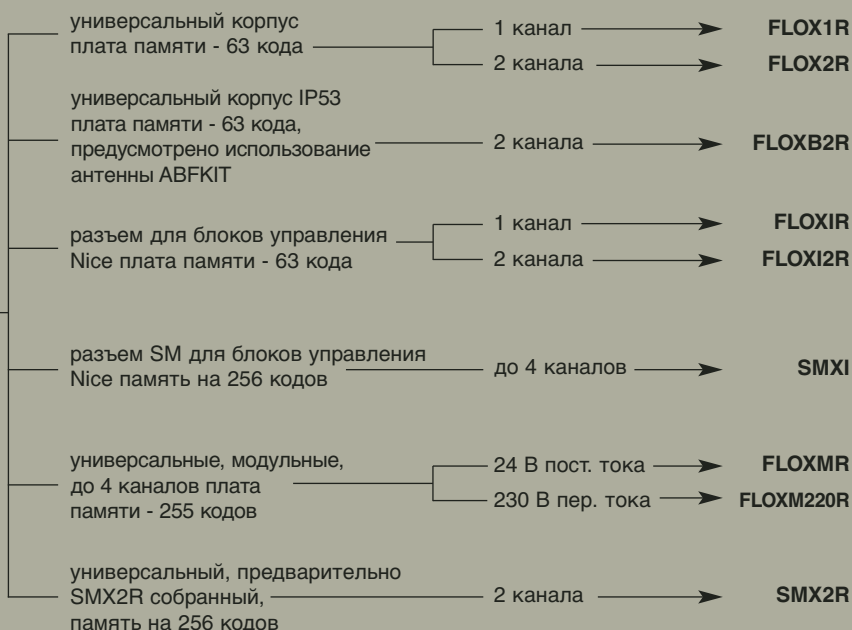 универсальный корпус
плата памяти - 63 кода
1 канал
FLOX1R
2 канала
FLOX2R
универсальный корпус IP53
плата памяти - 63 кода,
предусмотрено использование
антенны ABFKIT
2 канала
FLOXB2R
разъем для блоков управления
Nice плата памяти - 63 кода
1 канал
FLOXIR
2 канала
FLOXI2R
разъем SM для блоков управления
Nice память на 256 кодов
до 4 каналов
SMXI
универсальные, модульные,
до 4 каналов плата
памяти - 255 кодов
24 В пост. тока
FLOXMR
230 В пер. тока
FLOXM220R
универсальный, предварительно
SMX2R собранный,
память на 256 кодов
2 канала
SMX2R